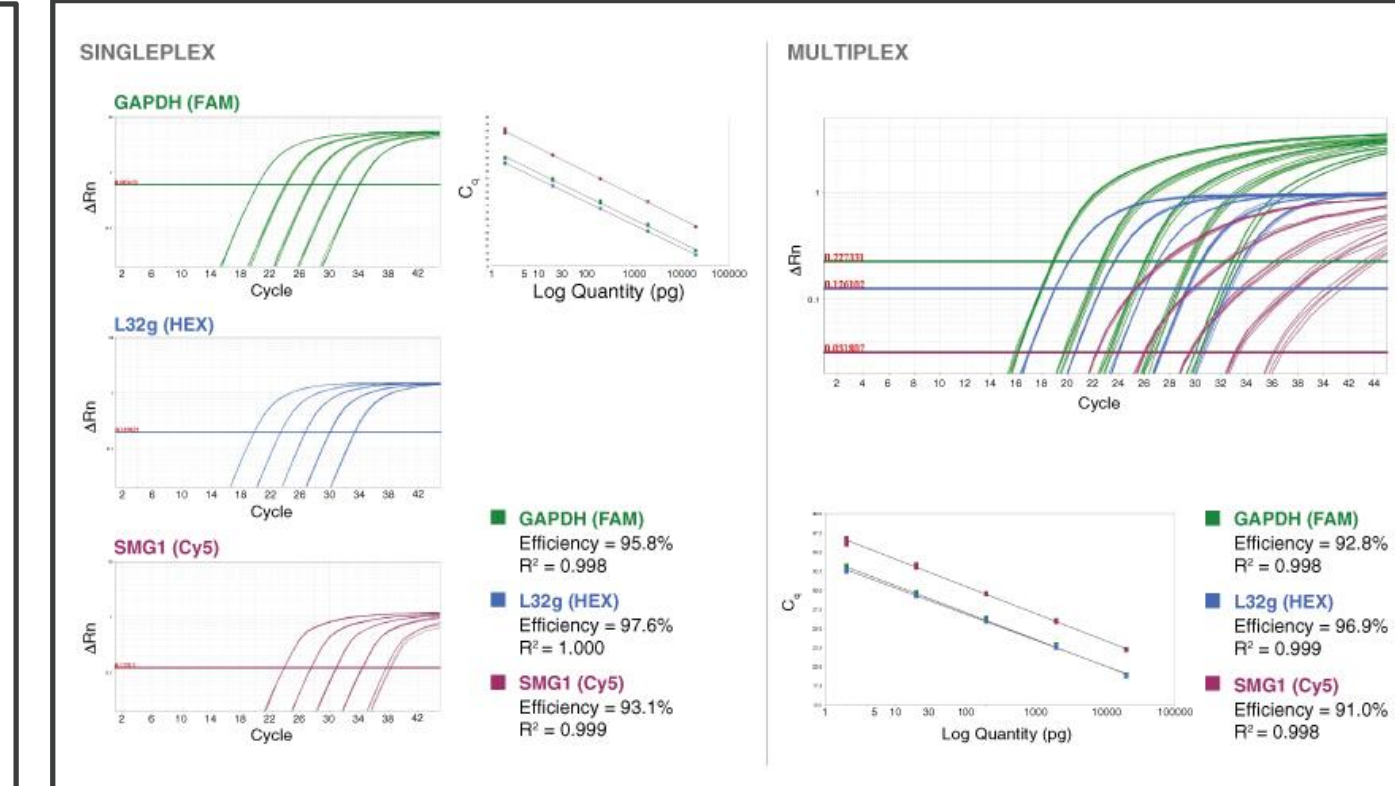 SINGLEPLEX
GAPDH (FAM)
ΔRn
2 6 10 14 18 22 26 30 34 38 42
Cycle
Cq
1 5 10 30 100 1000 10000 100000
Log Quantity (pg)
L32g (HEX)
ΔRn
2 6 10 14 18 22 26 30 34 38 42
Cycle
SMG1 (Cy5)
ΔRn
2 6 10 14 18 22 26 30 34 38 42
Cycle
GAPDH (FAM)
Efficiency = 95.8%
R² = 0.998
L32g (HEX)
Efficiency = 97.6%
R² = 1.000
SMG1 (Cy5)
Efficiency = 93.1%
R² = 0.999
MULTIPLEX
ΔRn
1
0.227331
0.126102
0.1
0.031807
2 4 6 8 10 12 14 16 18 20 22 24 26 28 30 32 34 36 38 34 42 44
Cycle
Cq
1 5 10 30 100 1000 10000 100000
Log Quantity (pg)
GAPDH (FAM)
Efficiency = 92.8%
R² = 0.998
L32g (HEX)
Efficiency = 96.9%
R² = 0.999
SMG1 (Cy5)
Efficiency = 91.0%
R² = 0.998